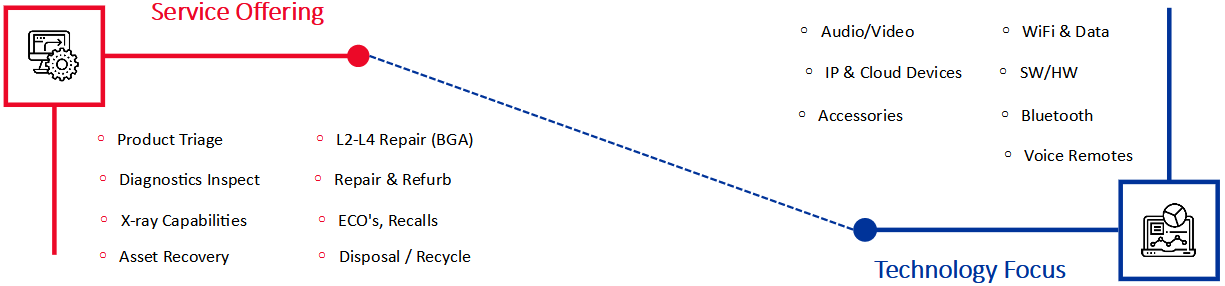 Service Offering
Product Triage
Diagnostics Inspect
X-ray Capabilities
Asset Recovery
L2-L4 Repair (BGA)
Repair & Refurb
ECO's, Recalls
Disposal / Recycle
Audio/Video
IP & Cloud Devices
Accessories
WiFi & Data
SW/HW
Bluetooth
Voice Remotes
Technology Focus